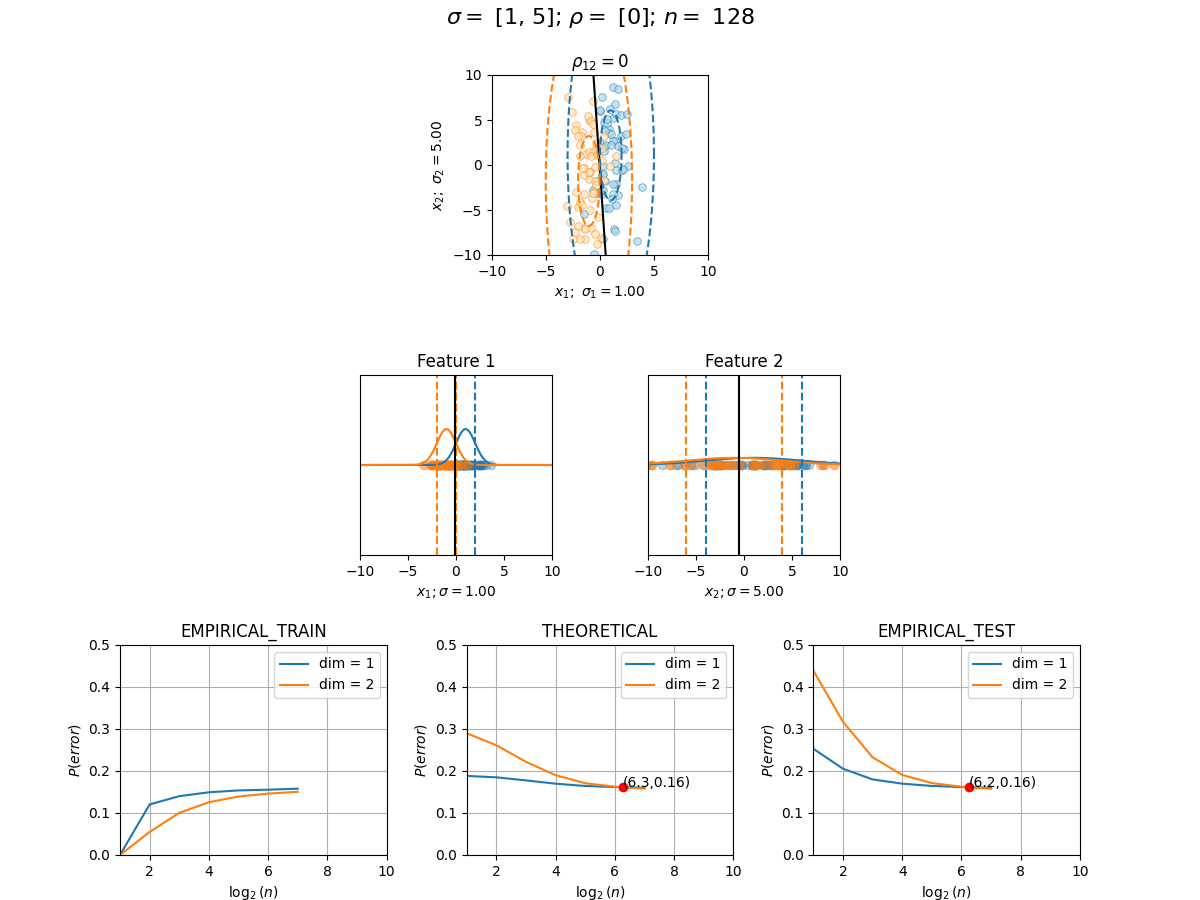 σ = [1, 5]; ρ = [0]; n = 128
ρ₁₂ = 0
10
5
0
−5
−10
x₂; σ₂ = 5.00
−10 −5 0 5 10
x₁; σ₁ = 1.00
Feature 1
−10 −5 0 5 10
x₁; σ = 1.00
Feature 2
−10 −5 0 5 10
x₂; σ = 5.00
EMPIRICAL_TRAIN
dim = 1
dim = 2
0.5
0.4
0.3
0.2
0.1
0.0
P(error)
2 4 6 8 10
log₂(n)
THEORETICAL
dim = 1
dim = 2
(6.3,0.16)
0.5
0.4
0.3
0.2
0.1
0.0
P(error)
2 4 6 8 10
log₂(n)
EMPIRICAL_TEST
dim = 1
dim = 2
(6.2,0.16)
0.5
0.4
0.3
0.2
0.1
0.0
P(error)
2 4 6 8 10
log₂(n)